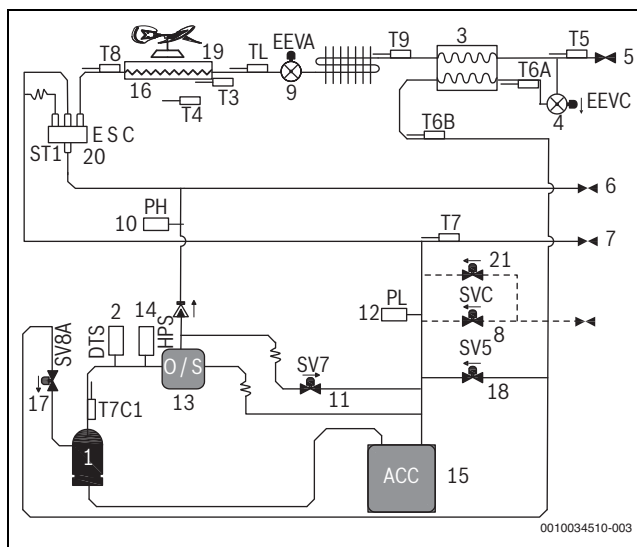 T8
19
TL
EEVA
T9
3
T5
5
16
T3
9
T6A
T4
EEVC
4
T6B
E S C
ST1
20
6
PH
10
T7
7
21
SVC
2
14
PL
12
8
SV8A
DTS
HPS
SV7
SV5
O/S
17
T7C1
13
11
18
1
ACC
15
0010034510-003